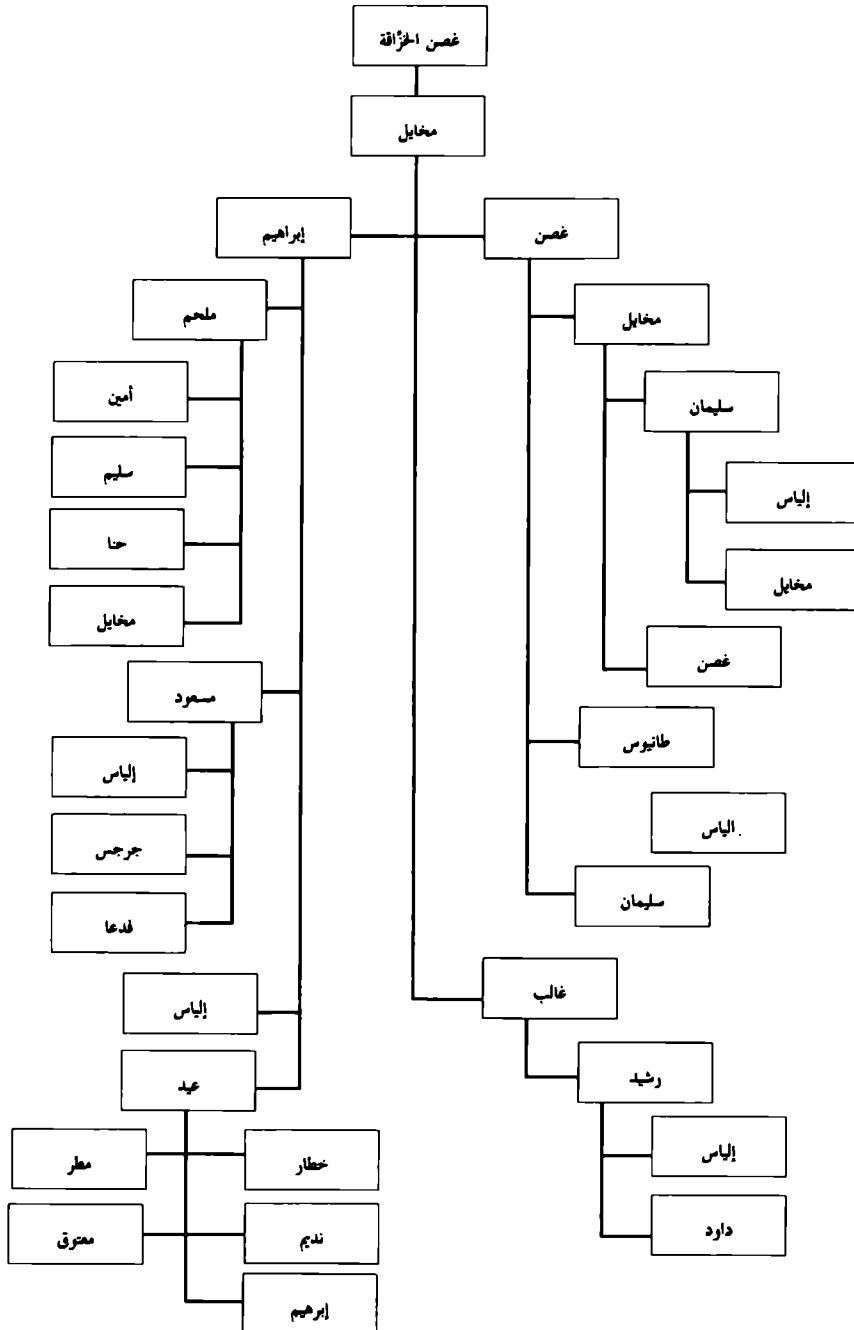 غصن الخزّاقة
مخايل
غصن
إبراهيم
ملحم
مخايل
أمين
سليمان
سليم
إلياس
حنا
مخايل
مخايل
غصن
مسعود
طانيوس
إلياس
الياس
جرجس
سليمان
فدعا
غالب
إلياس
رشيد
عيد
إلياس
خطار
مطر
داود
نديم
معتوق
إبرهيم